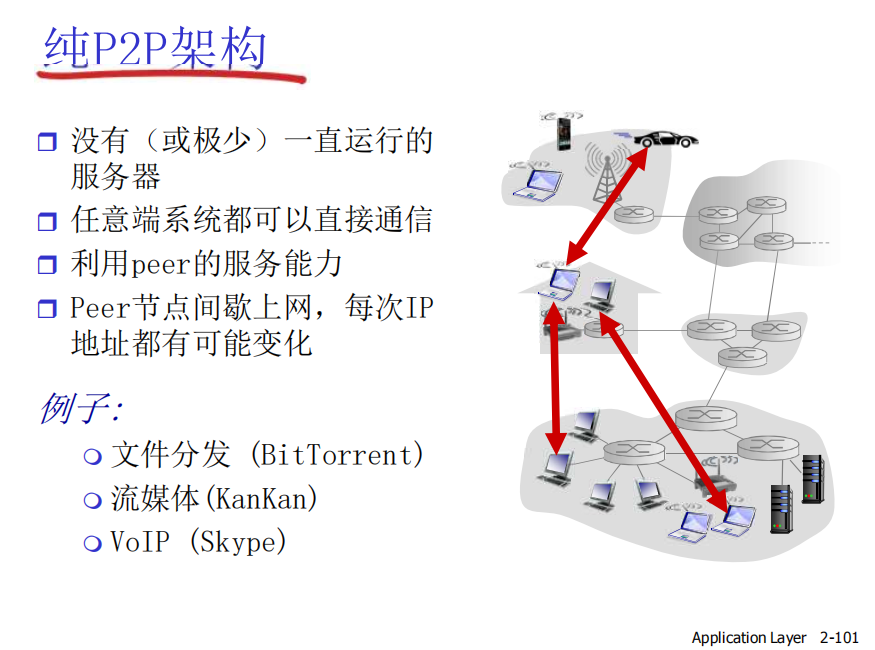 纯P2P架构
没有（或极少）一直运行的
服务器
任意端系统都可以直接通信
利用peer的服务能力
Peer节点间歇上网，每次IP
地址都有可能变化
例子:
文件分发 (BitTorrent)
流媒体(KanKan)
VoIP (Skype)
Application Layer 2-101